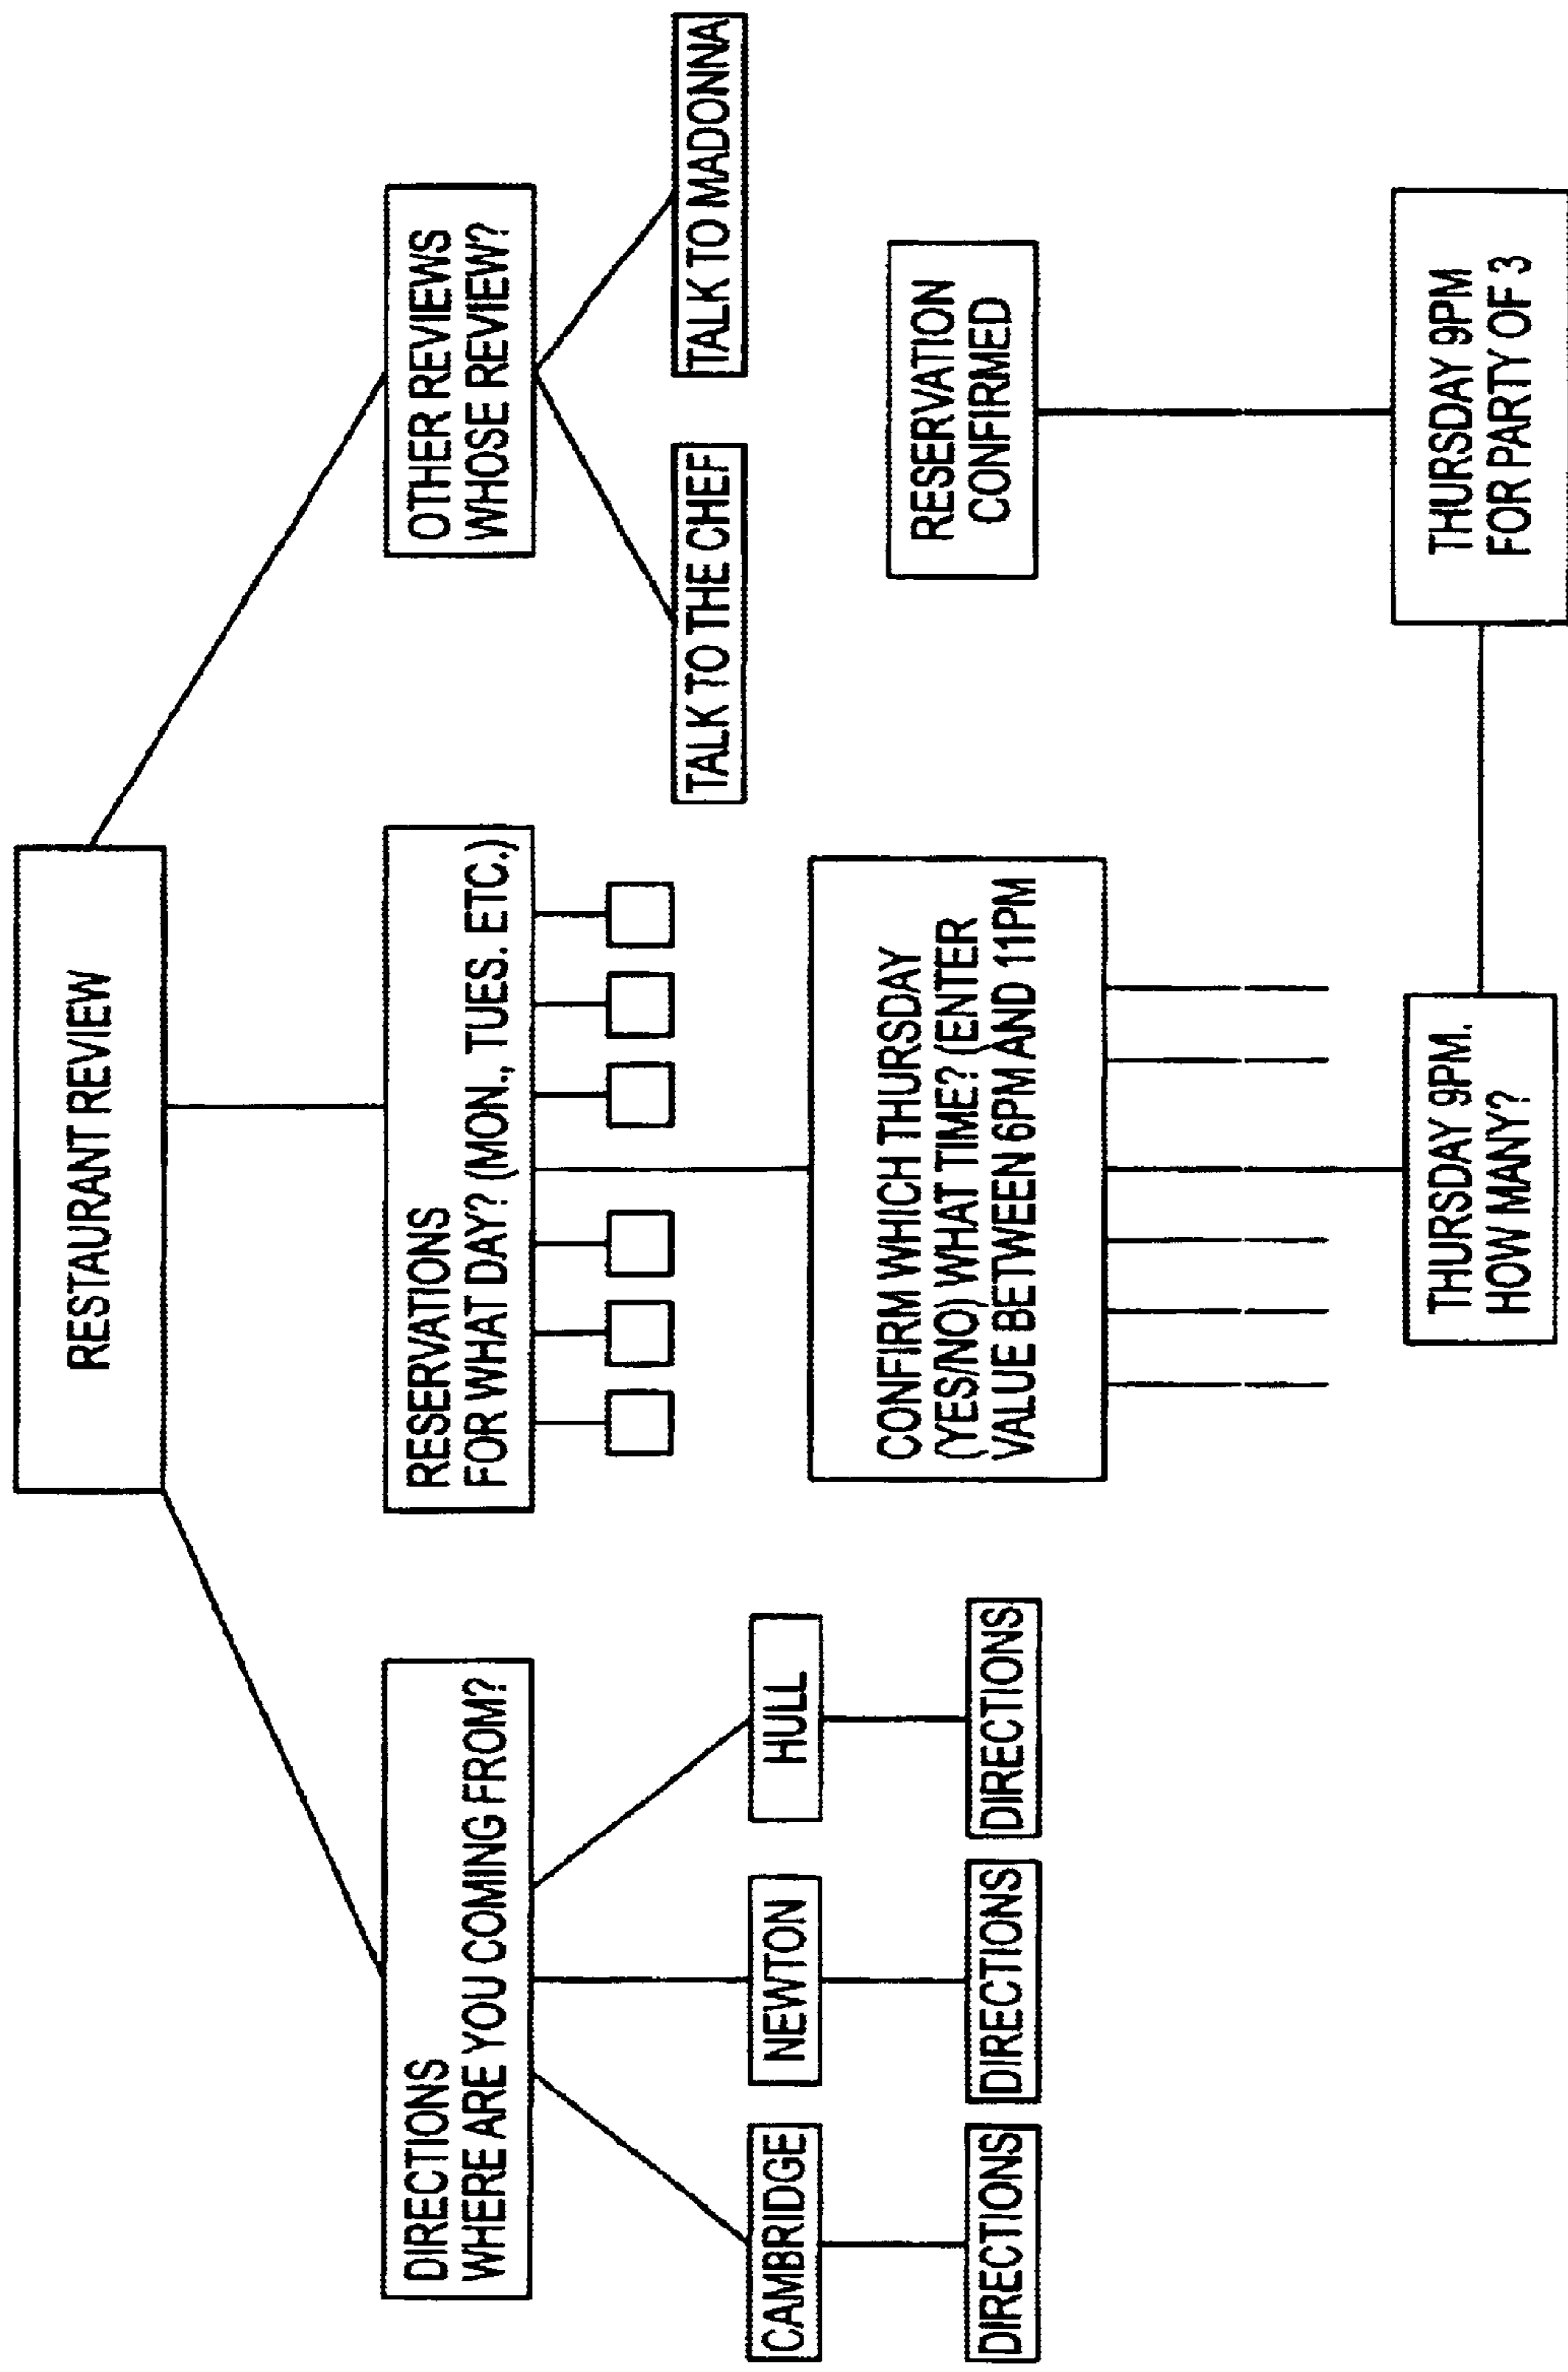 RESTAURANT REVIEW
DIRECTIONS
WHERE ARE YOU COMING FROM?
CAMBRIDGE
NEWTON
HULL
DIRECTIONS
DIRECTIONS
DIRECTIONS
RESERVATIONS
FOR WHAT DAY? (MON., TUES. ETC.)
CONFIRM WHICH THURSDAY
(YES/NO) WHAT TIME? (ENTER
VALUE BETWEEN 6PM AND 11PM
THURSDAY 9PM.
HOW MANY?
OTHER REVIEWS
WHOSE REVIEW?
TALK TO THE CHEF
TALK TO MADONNA
RESERVATION
CONFIRMED
THURSDAY 9PM
FOR PARTY OF 3